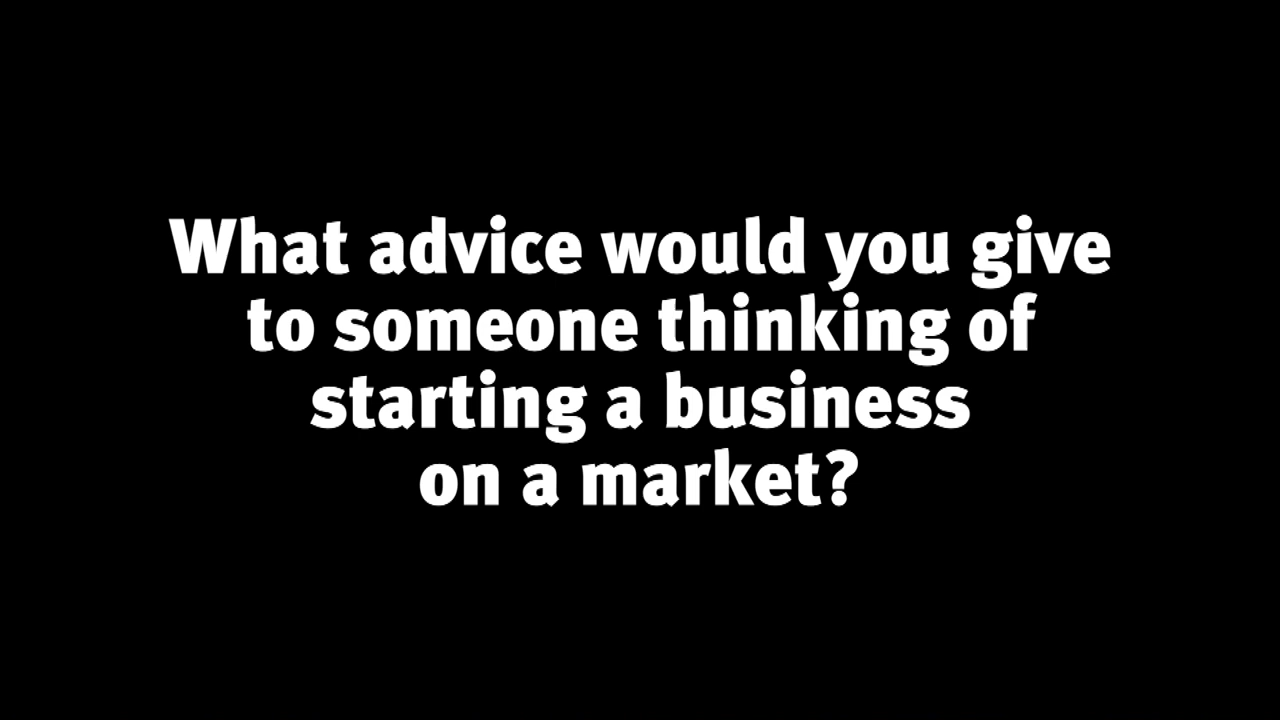 What advice would you give
to someone thinking of
starting a business
on a market?